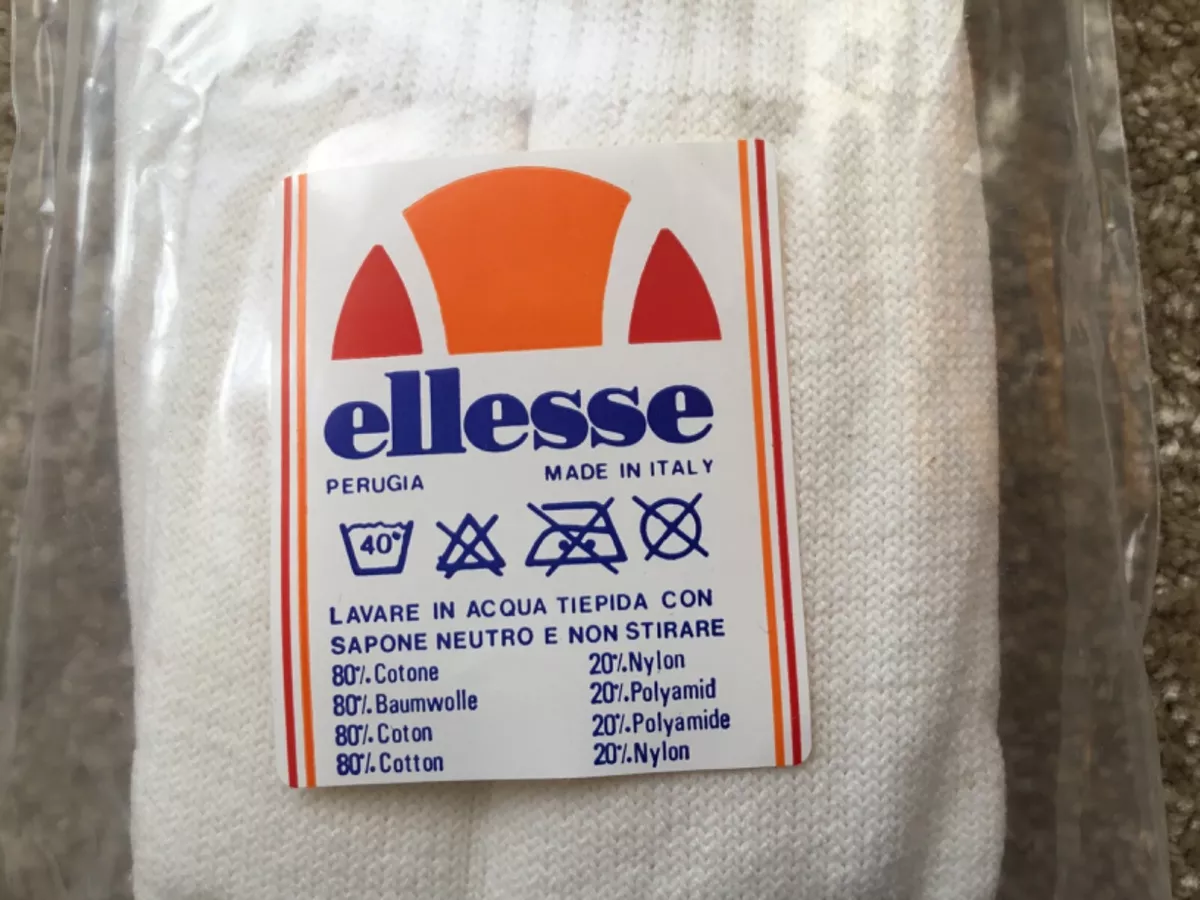 ellesse
PERUGIA MADE IN ITALY
40°
LAVARE IN ACQUA TIEPIDA CON
SAPONE NEUTRO E NON STIRARE
80% Cotone 20% Nylon
80% Baumwolle 20% Polyamid
80% Coton 20% Polyamide
80% Cotton 20% Nylon